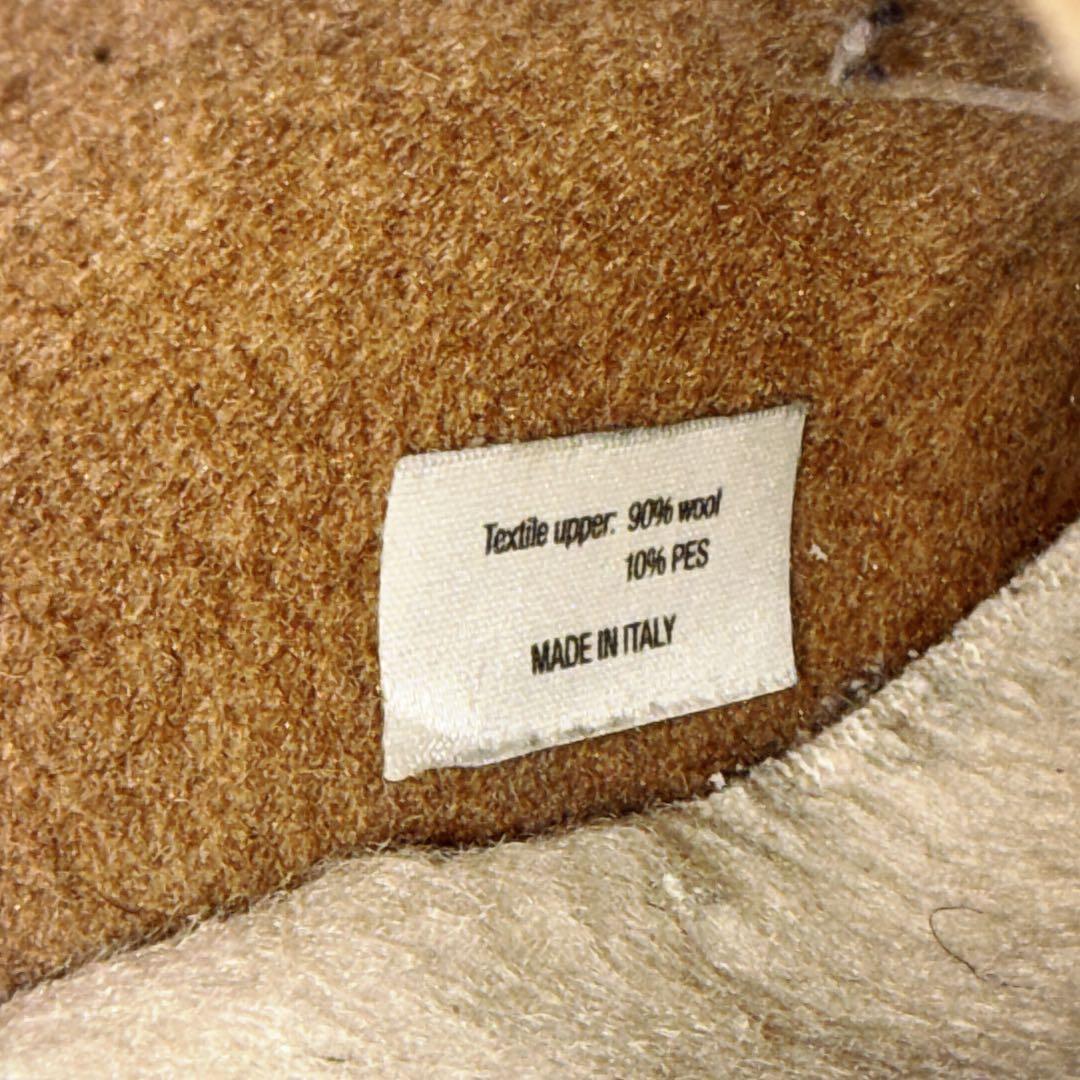 Textile upper: 90% wool
10% PES
MADE IN ITALY